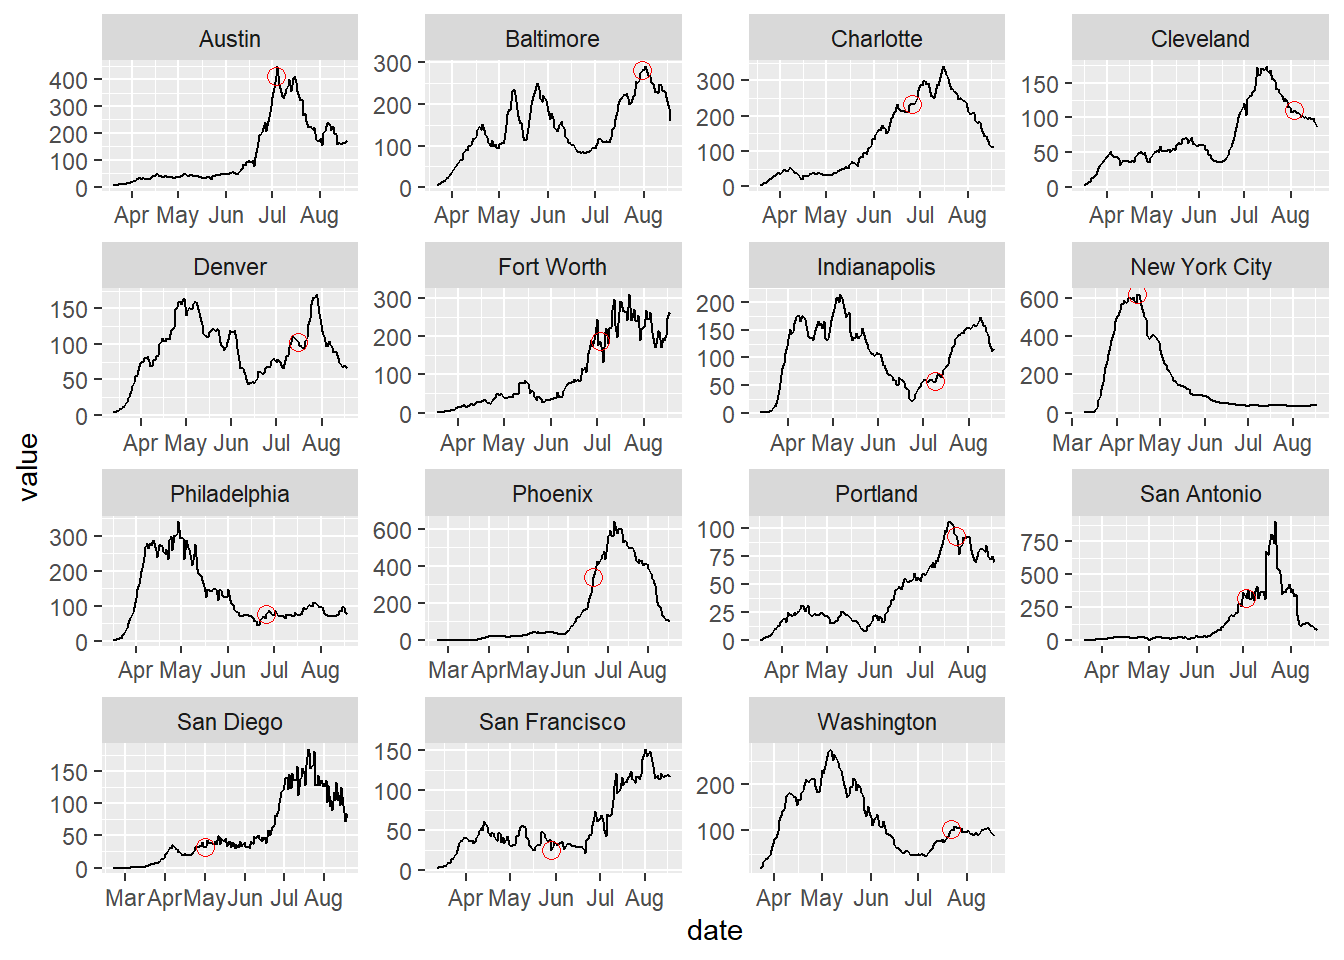 Austin
Baltimore
Charlotte
Cleveland
400
300
200
100
0
Apr May Jun Jul Aug
300
200
100
0
Apr May Jun Jul Aug
300
200
100
0
Apr May Jun Jul Aug
150
100
50
0
Apr May Jun Jul Aug
Denver
Fort Worth
Indianapolis
New York City
150
100
50
0
Apr May Jun Jul Aug
300
200
100
0
Apr May Jun Jul Aug
200
150
100
50
0
Apr May Jun Jul Aug
600
400
200
0
Mar Apr May Jun Jul Aug
value
Philadelphia
Phoenix
Portland
San Antonio
300
200
100
0
Apr May Jun Jul Aug
600
400
200
0
Mar Apr May Jun Jul Aug
100
75
50
25
0
Apr May Jun Jul Aug
750
500
250
0
Apr May Jun Jul Aug
San Diego
San Francisco
Washington
150
100
50
0
Mar Apr May Jun Jul Aug
150
100
50
0
Apr May Jun Jul Aug
200
100
Apr May Jun Jul Aug
date